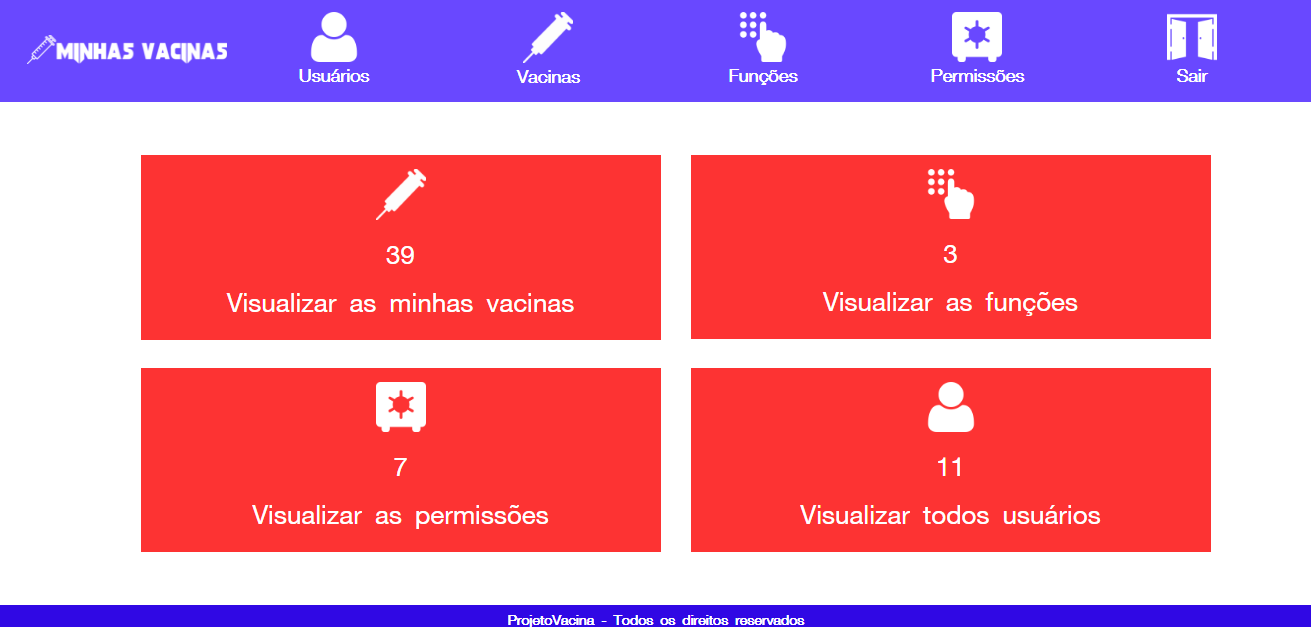 MINHAS VACINAS
Usuários
Vacinas
Funções
Permissões
Sair
39
Visualizar as minhas vacinas
3
Visualizar as funções
7
Visualizar as permissões
11
Visualizar todos usuários
ProjetoVacina - Todos os direitos reservados